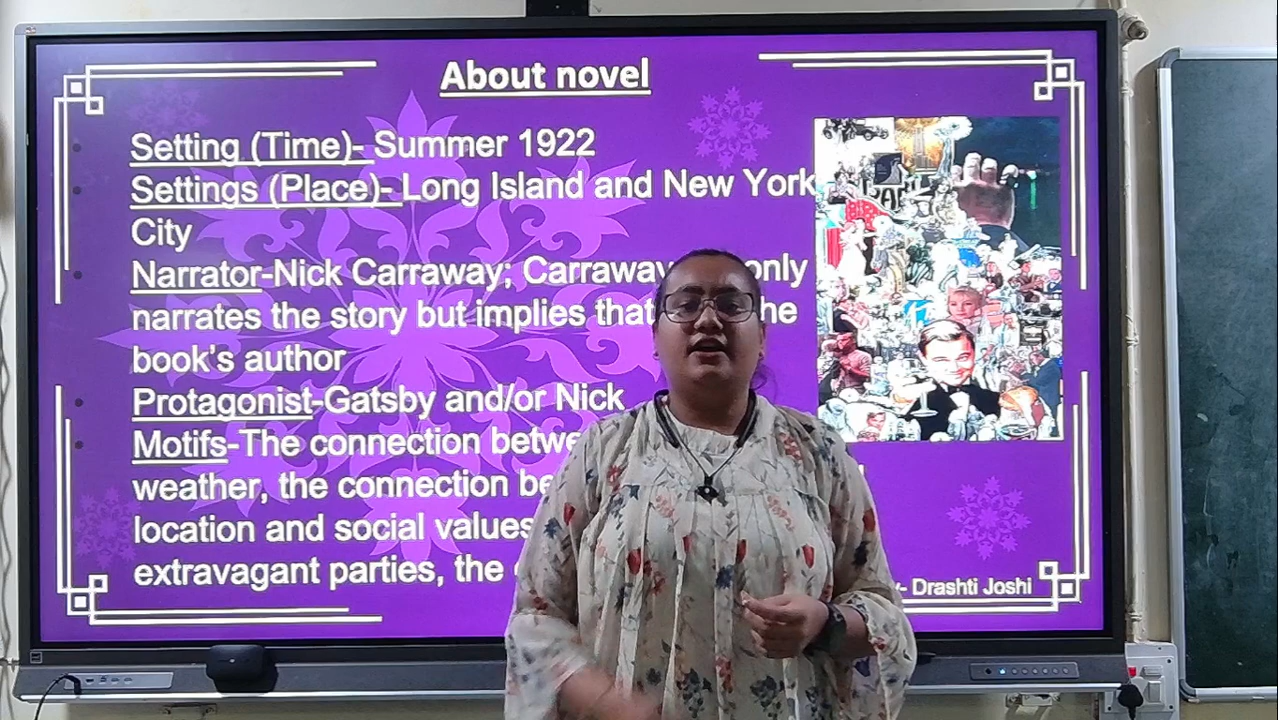 About novel
Setting (Time)- Summer 1922
Settings (Place)- Long Island and New York
City
Narrator-Nick Carraway; Carraway only
narrates the story but implies that he
book's author
Protagonist-Gatsby and/or Nick
Motifs-The connection
weather, the connection
location and social values
extravagant parties, the
Drashti Joshi